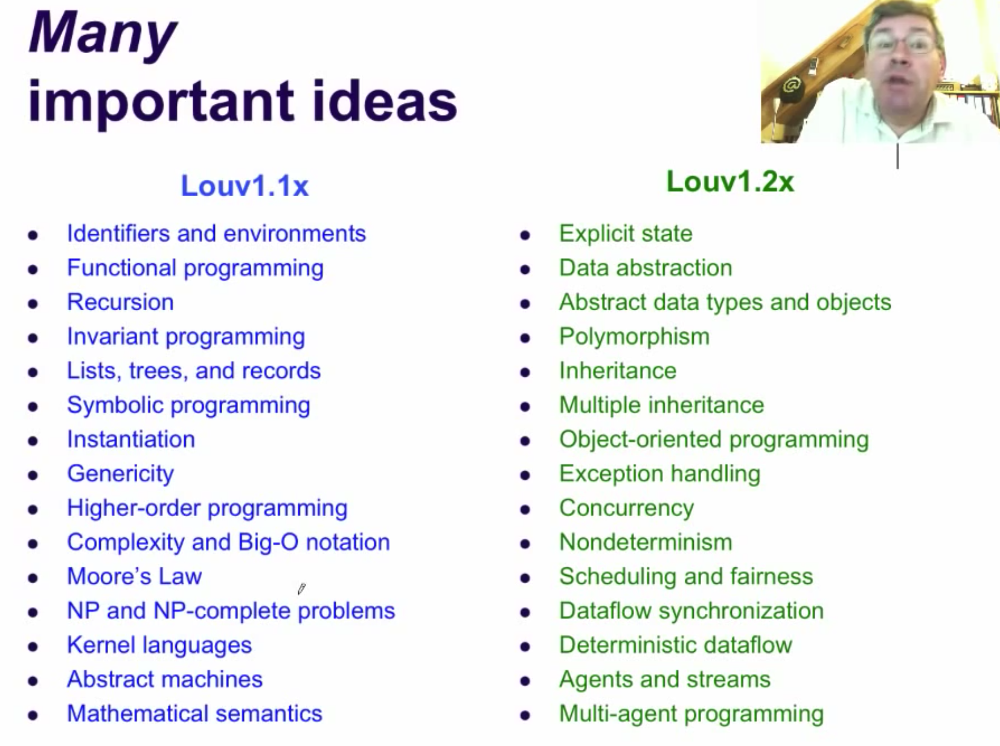 Many
important ideas
Louv1.1x
Identifiers and environments
Functional programming
Recursion
Invariant programming
Lists, trees, and records
Symbolic programming
Instantiation
Genericity
Higher-order programming
Complexity and Big-O notation
Moore’s Law
NP and NP-complete problems
Kernel languages
Abstract machines
Mathematical semantics
Louv1.2x
Explicit state
Data abstraction
Abstract data types and objects
Polymorphism
Inheritance
Multiple inheritance
Object-oriented programming
Exception handling
Concurrency
Nondeterminism
Scheduling and fairness
Dataflow synchronization
Deterministic dataflow
Agents and streams
Multi-agent programming